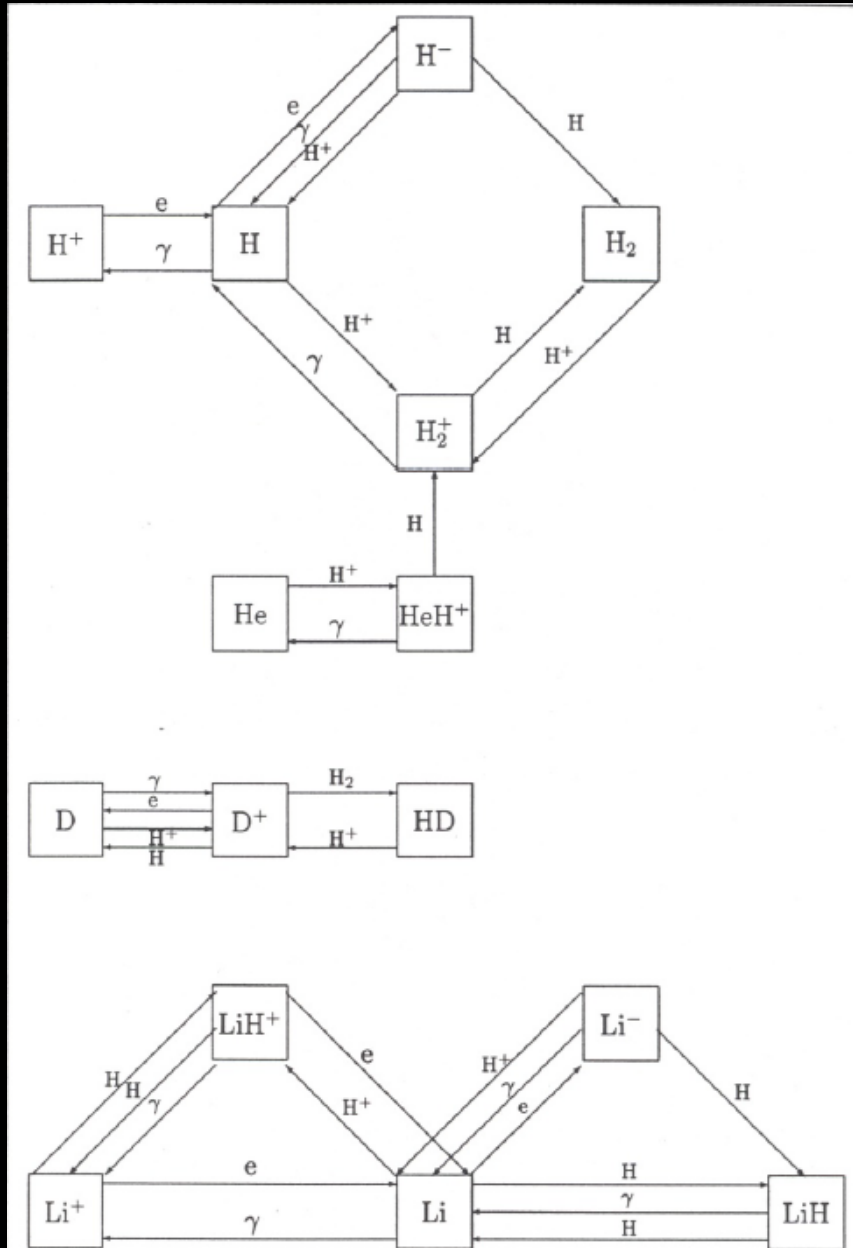 H⁻
e
γ
H⁺
H
H⁺
e
γ
H
H₂
H⁺
γ
H
H⁺
H₂⁺
H
He
H⁺
γ
HeH⁺
D
γ
e
H⁺
H
D⁺
H₂
H⁺
HD
LiH⁺
Li⁻
H
H
γ
e
H⁺
H⁺
γ
e
H
Li⁺
e
γ
Li
H
γ
H
LiH